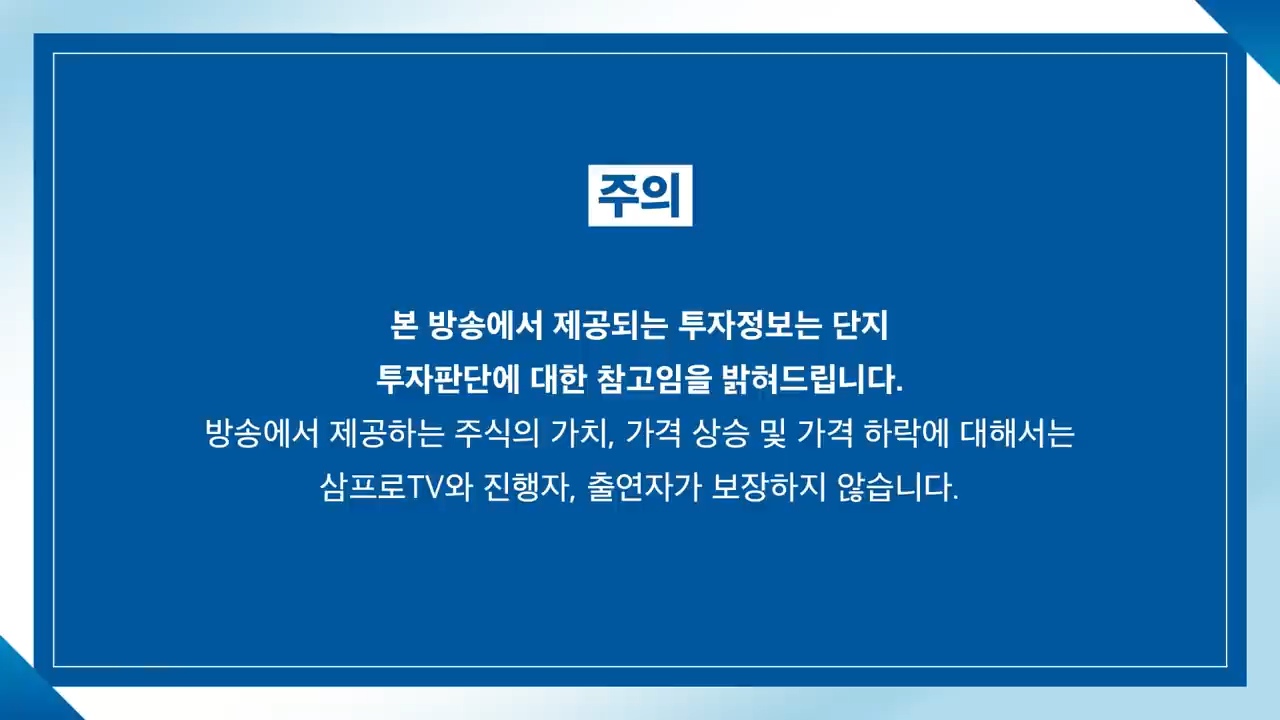 주의
본 방송에서 제공되는 투자정보는 단지
투자판단에 대한 참고임을 밝혀드립니다.
방송에서 제공하는 주식의 가치, 가격 상승 및 가격 하락에 대해서는
삼프로TV와 진행자, 출연자가 보장하지 않습니다.